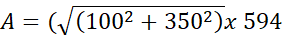 A = (√(100² + 350²)x 594